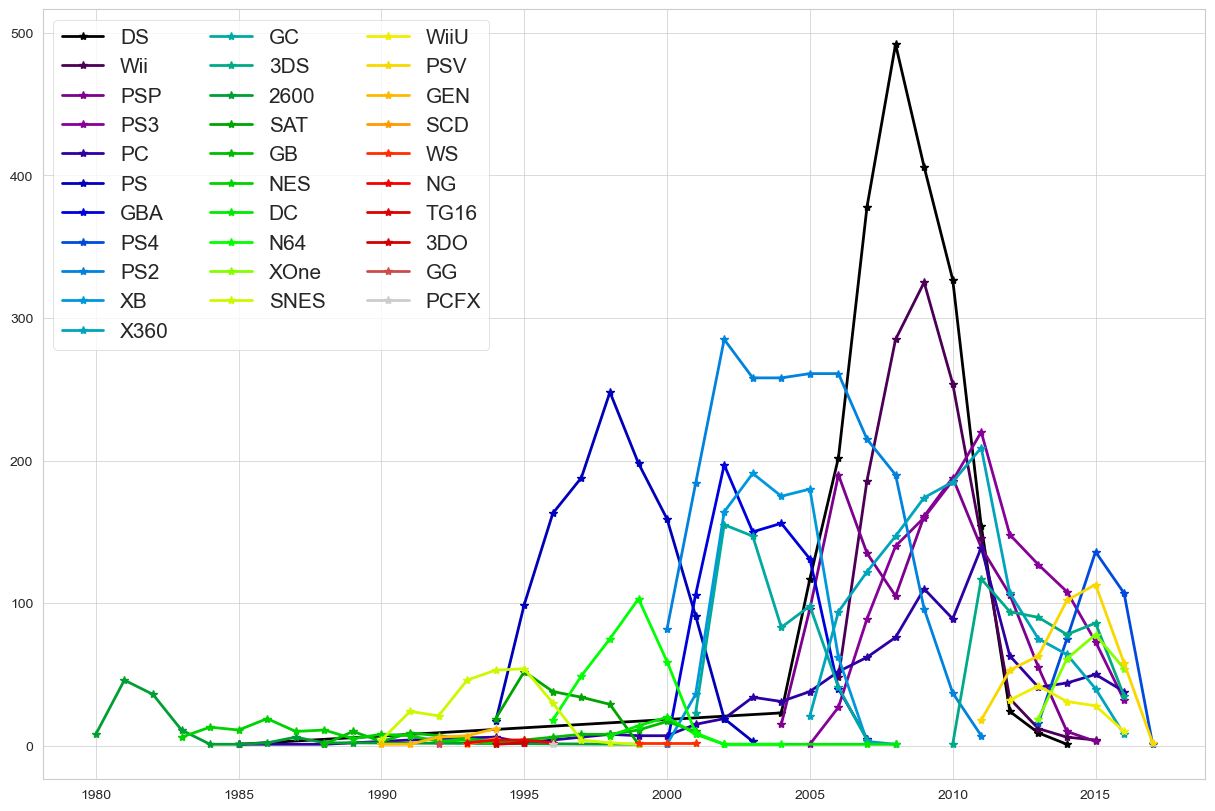 500
400
300
200
100
0
DS
Wii
PSP
PS3
PC
PS
GBA
PS4
PS2
XB
X360
GC
3DS
2600
SAT
GB
NES
DC
N64
XOne
SNES
WiiU
PSV
GEN
SCD
WS
NG
TG16
3DO
GG
PCFX
1980 1985 1990 1995 2000 2005 2010 2015